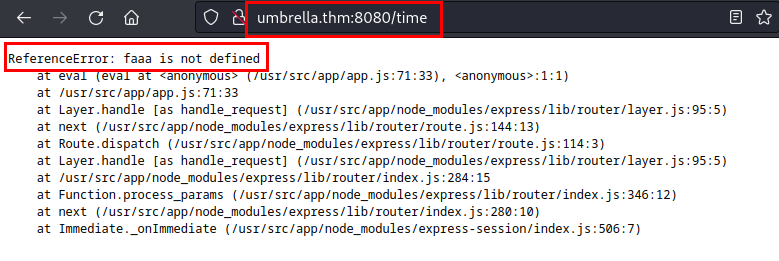 umbrella.thm:8080/time
ReferenceError: faaa is not defined
at eval (eval at <anonymous> (/usr/src/app/app.js:71:33), <anonymous>:1:1)
at /usr/src/app/app.js:71:33
at Layer.handle [as handle_request] (/usr/src/app/node_modules/express/lib/router/layer.js:95:5)
at next (/usr/src/app/node_modules/express/lib/router/route.js:144:13)
at Route.dispatch (/usr/src/app/node_modules/express/lib/router/route.js:114:3)
at Layer.handle [as handle_request] (/usr/src/app/node_modules/express/lib/router/layer.js:95:5)
at /usr/src/app/node_modules/express/lib/router/index.js:284:15
at Function.process_params (/usr/src/app/node_modules/express/lib/router/index.js:346:12)
at next (/usr/src/app/node_modules/express/lib/router/index.js:280:10)
at Immediate._onImmediate (/usr/src/app/node_modules/express-session/index.js:506:7)